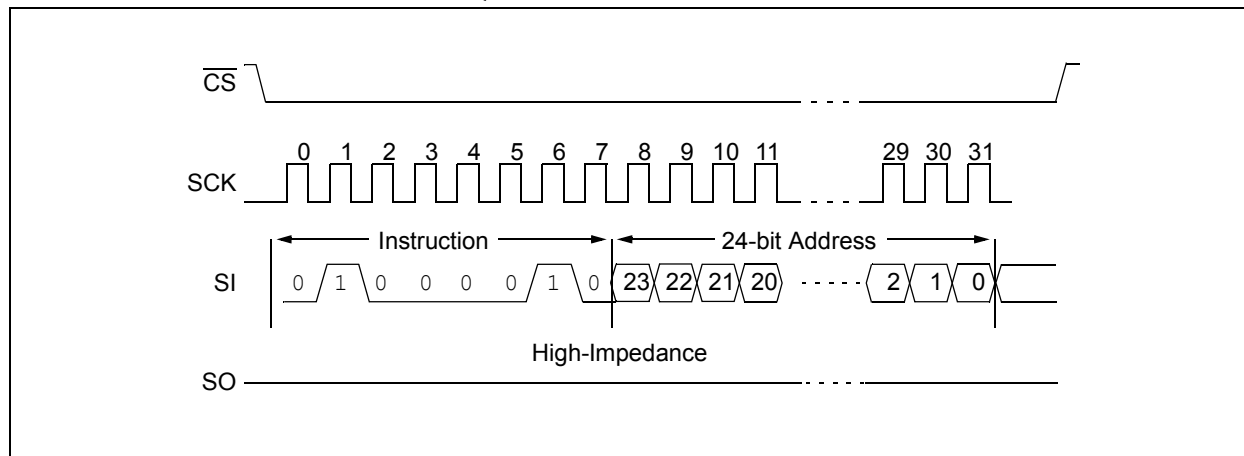 CS
0 1 2 3 4 5 6 7 8 9 10 11 29 30 31
SCK
Instruction 24-bit Address
SI 0 1 0 0 0 0 1 0 23 22 21 20 2 1 0
High-Impedance
SO